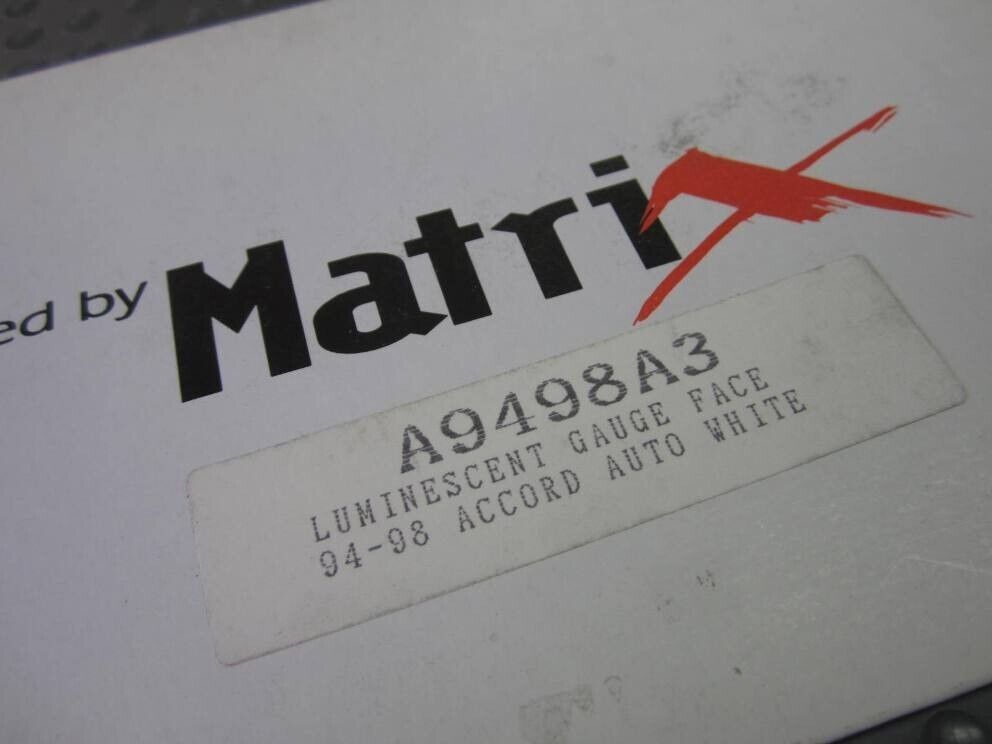 ed by MatriX
A9498A3
LUMINESCENT GAUGE FACE
94-98 ACCORD AUTO WHITE